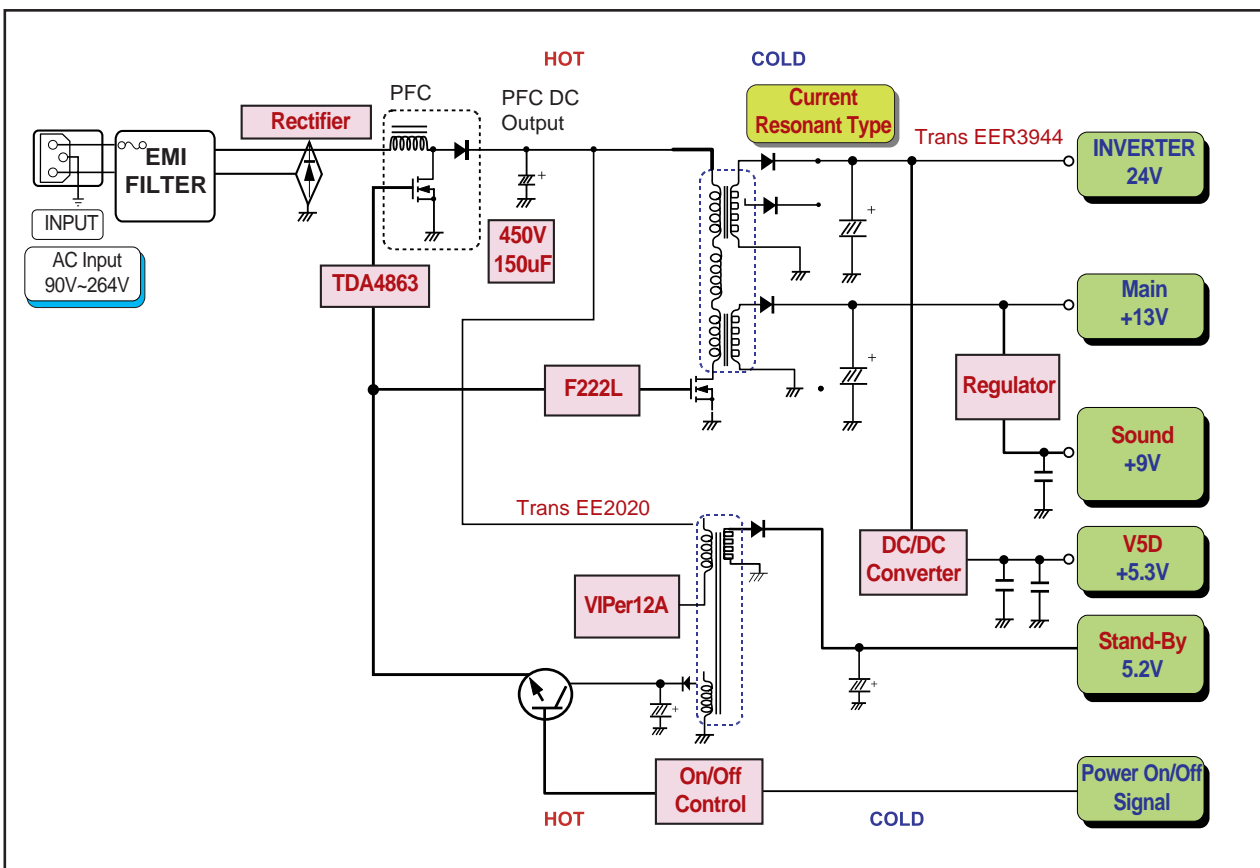 HOT
COLD
PFC
PFC DC
Output
Current
Resonant Type
Rectifier
Trans EER3944
EMI
FILTER
INVERTER
24V
INPUT
AC Input
90V~264V
450V
150uF
TDA4863
Main
+13V
F222L
Regulator
Sound
+9V
Trans EE2020
DC/DC
Converter
V5D
+5.3V
VIPer12A
Stand-By
5.2V
On/Off
Control
Power On/Off
Signal
HOT
COLD